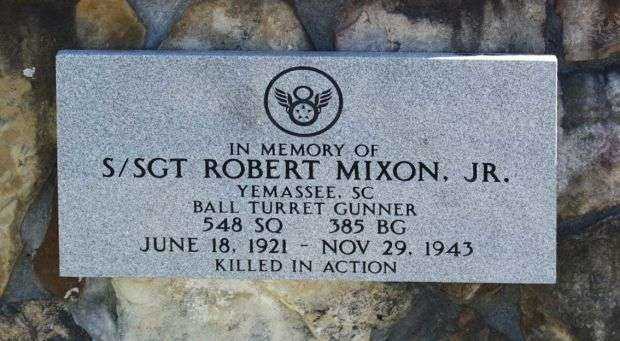 IN MEMORY OF
S/SGT ROBERT MIXON, JR.
YEMASSEE, SC
BALL TURRET GUNNER
548 SQ 385 BG
JUNE 18, 1921 - NOV 29, 1943
KILLED IN ACTION